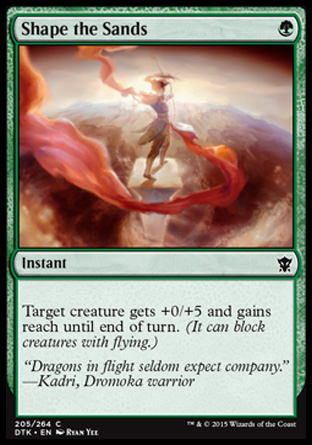 Shape the Sands
Instant
Target creature gets +0/+5 and gains
reach until end of turn. (It can block
creatures with flying.)
“Dragons in flight seldom expect company.”
—Kadri, Dromoka warrior
205/264 C
DTK • EN Ryan Yee
™ & © 2015 Wizards of the Coast